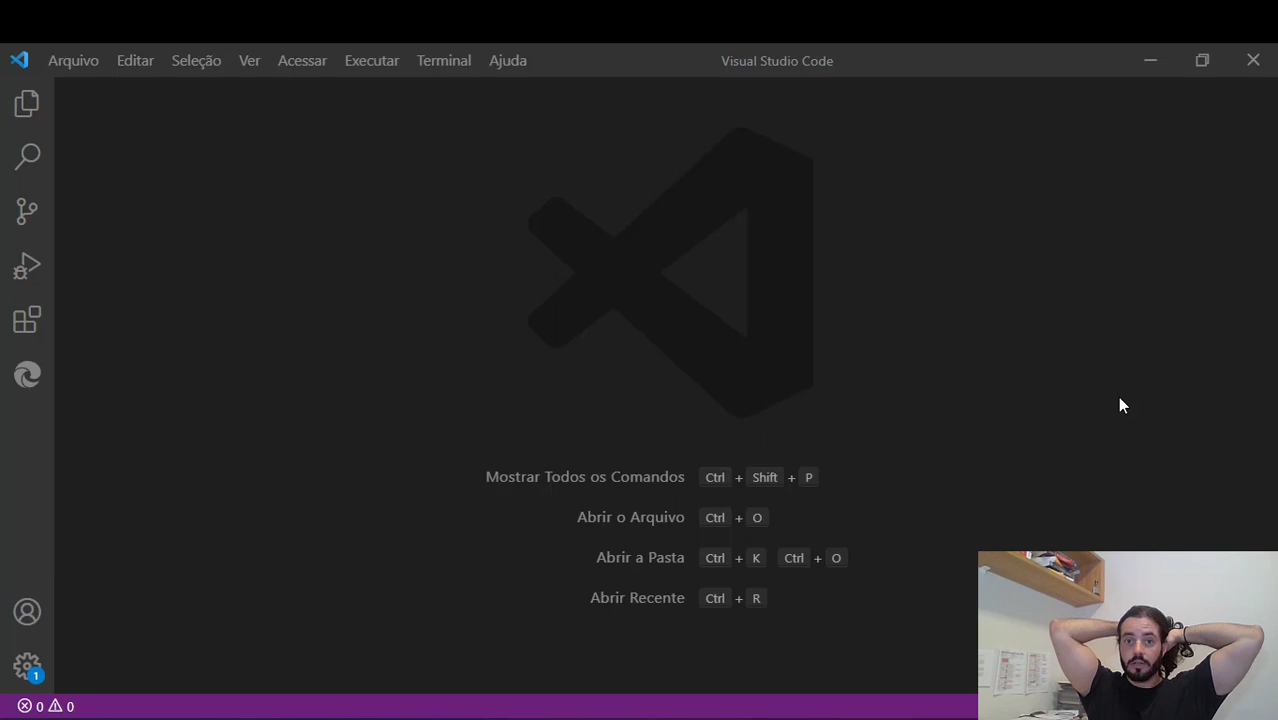 Arquivo Editar Seleção Ver Acessar Executar Terminal Ajuda Visual Studio Code
Mostrar Todos os Comandos Ctrl + Shift + P
Abrir o Arquivo Ctrl + O
Abrir a Pasta Ctrl + K Ctrl + O
Abrir Recente Ctrl + R
1
0 0